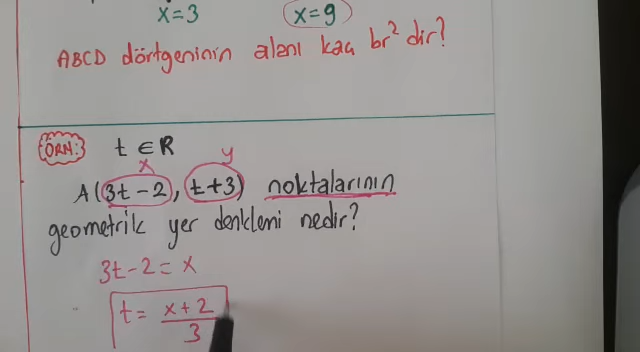 x=3 x=9
ABCD dörtgeninin alanı kaç br² dir?
ÖRN: t ∈ R
x y
A(3t-2, t+3) noktalarının
geometrik yer denklemi nedir?
3t-2 = x
t = x+2
3